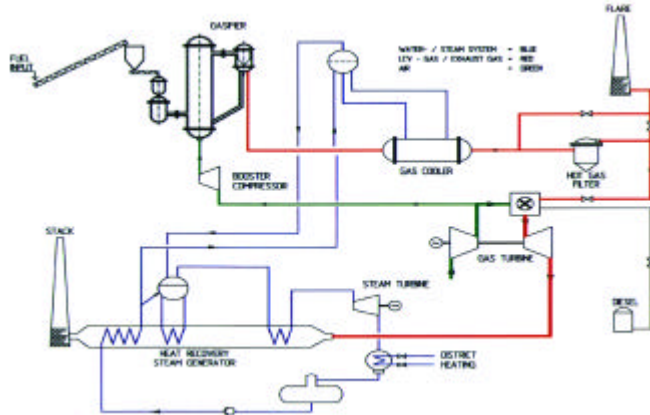 GASIFIER
FLARE
FUEL
INPUT
WATER- / STEAM SYSTEM = BLUE
LCV - GAS / EXHAUST GAS = RED
AIR = GREEN
GAS COOLER
HOT GAS
FILTER
BOOSTER
COMPRESSOR
STACK
GAS TURBINE
STEAM TURBINE
DIESEL
HEAT RECOVERY
STEAM GENERATOR
DISTRICT
HEATING